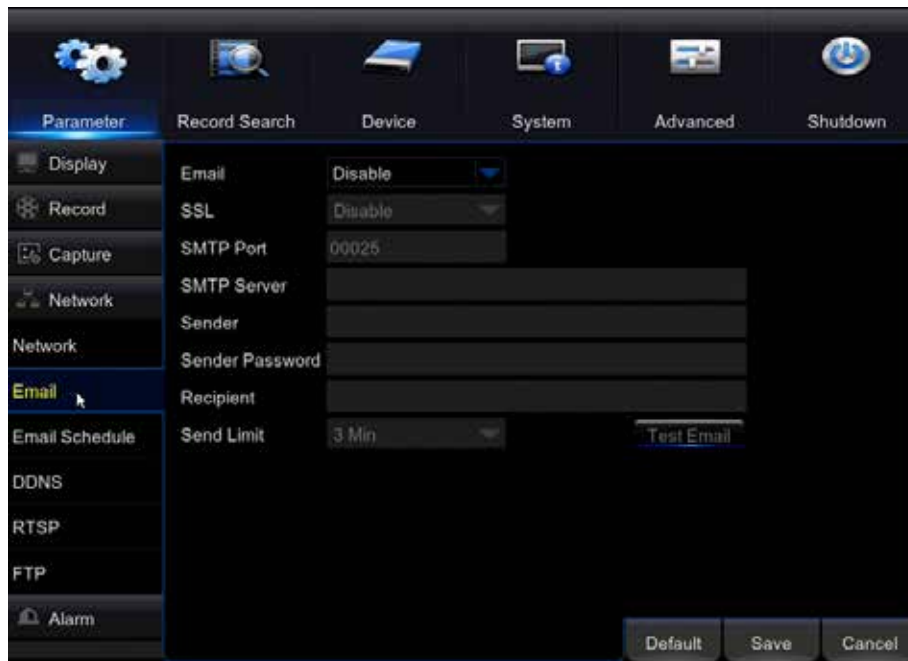 Parameter Record Search Device System Advanced Shutdown
Display
Record
Capture
Network
Network
Email
Email Schedule
DDNS
RTSP
FTP
Alarm
Email Disable
SSL Disable
SMTP Port 00025
SMTP Server
Sender
Sender Password
Recipient
Send Limit 3 Min Test Email
Default Save Cancel